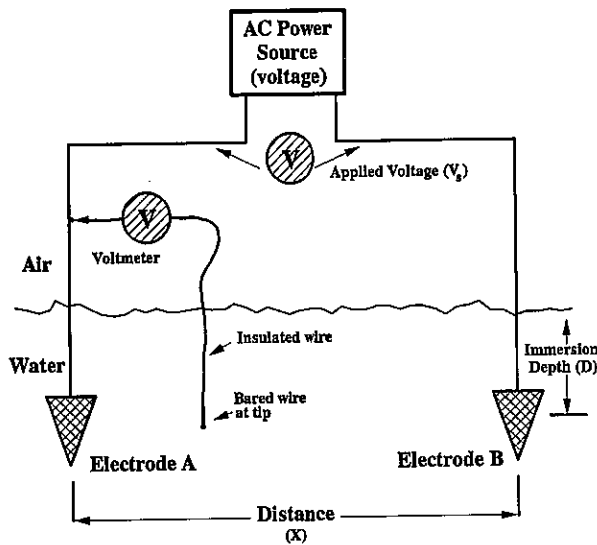 AC Power
Source
(voltage)
V
Applied Voltage (Vs)
V
Voltmeter
Air
Insulated wire
Water
Immersion
Depth (D)
Bared wire
at tip
Electrode A
Electrode B
Distance
(X)